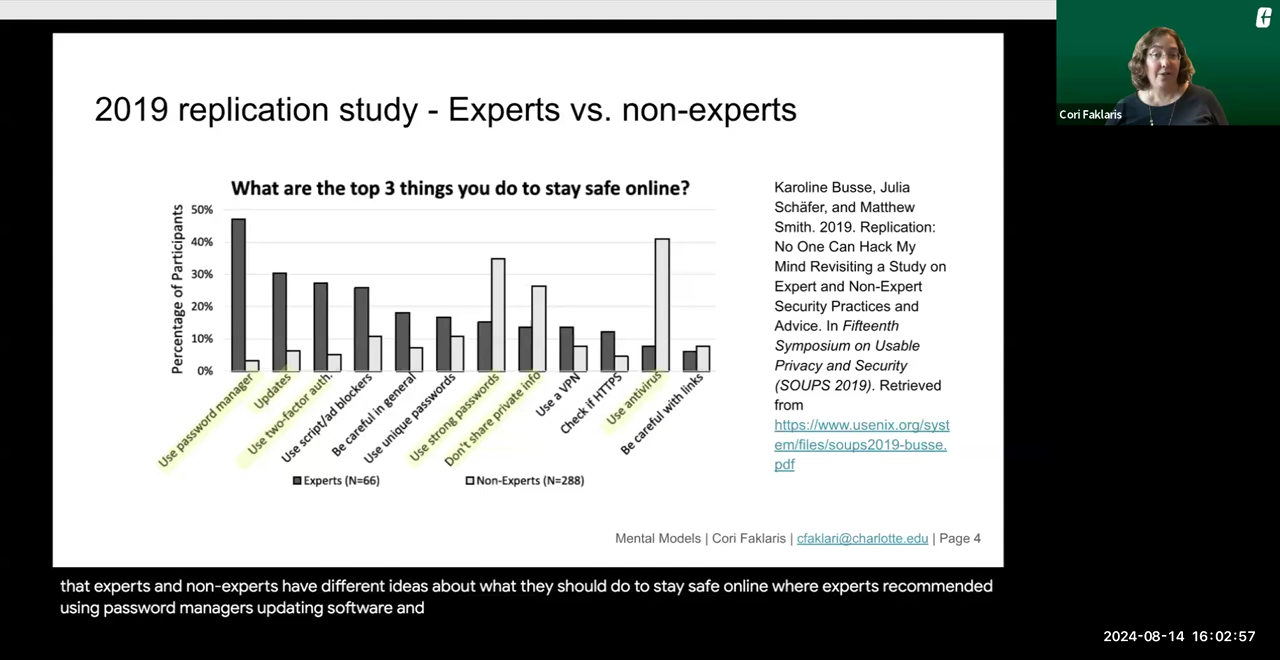 2019 replication study - Experts vs. non-experts
What are the top 3 things you do to stay safe online?
Percentage of Participants
50%
40%
30%
20%
10%
0%
Use password manager
Updates
Use two-factor auth.
Use script/ad blockers
Be careful in general
Use unique passwords
Use strong passwords
Don't share private info
Use a VPN
Check if HTTPS
Use antivirus
Be careful with links
Experts (N=66)
Non-Experts (N=288)
Karoline Busse, Julia
Schäfer, and Matthew
Smith. 2019. Replication:
No One Can Hack My
Mind Revisiting a Study on
Expert and Non-Expert
Security Practices and
Advice. In Fifteenth
Symposium on Usable
Privacy and Security
(SOUPS 2019). Retrieved
from
https://www.usenix.org/syst
em/files/soups2019-busse.
pdf
Mental Models | Cori Faklaris | cfaklari@charlotte.edu | Page 4
Cori Faklaris
that experts and non-experts have different ideas about what they should do to stay safe online where experts recommended
using password managers updating software and
2024-08-14 16:02:57